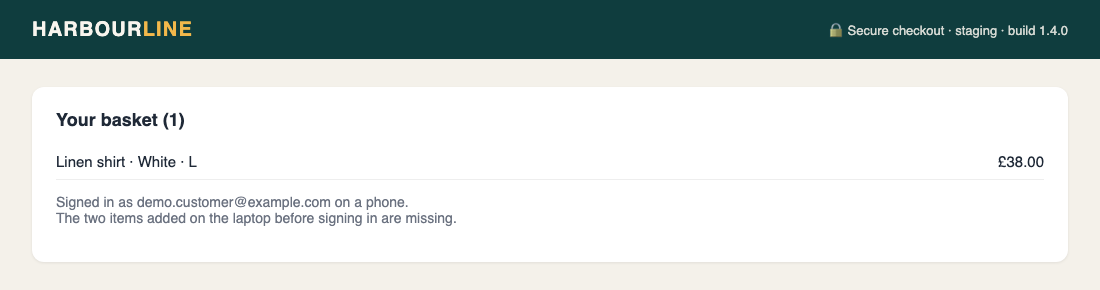 HARBOURLINE
🔒 Secure checkout · staging · build 1.4.0
Your basket (1)
Linen shirt · White · L £38.00
Signed in as demo.customer@example.com on a phone.
The two items added on the laptop before signing in are missing.